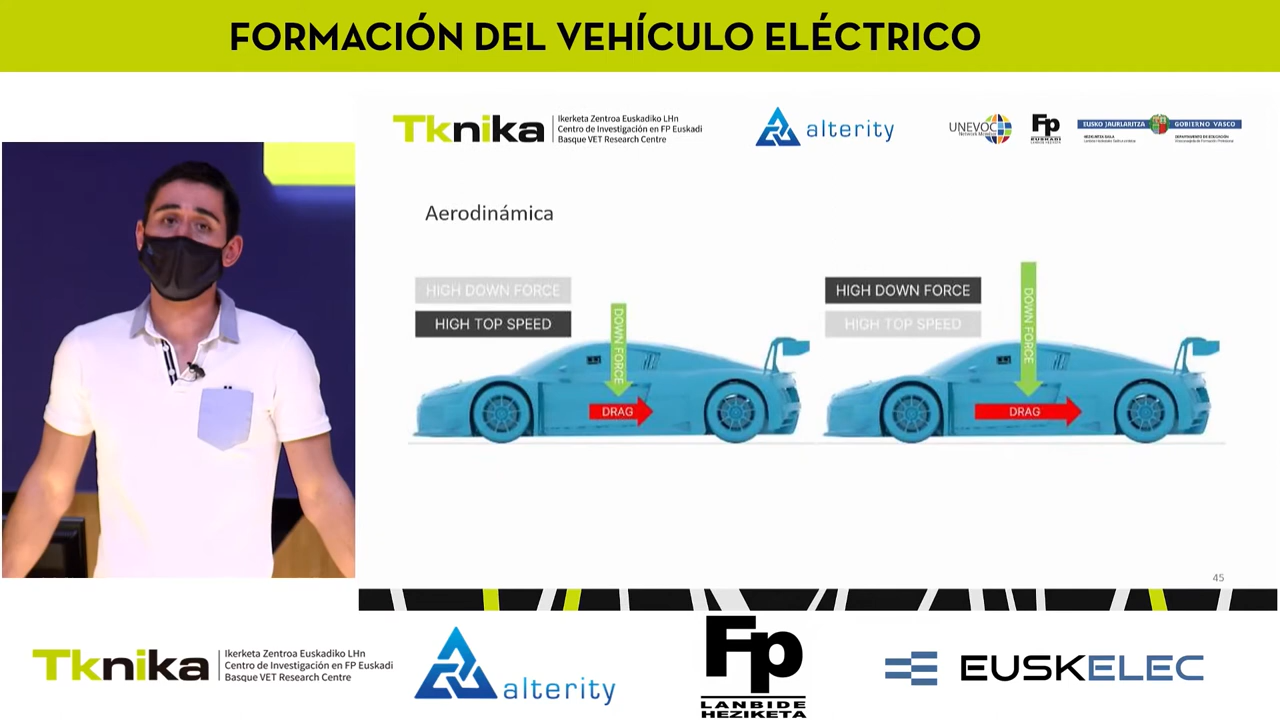 FORMACIÓN DEL VEHÍCULO ELÉCTRICO
Tknika
Ikerketa Zentroa Euskadiko LHn
Centro de Investigación en FP Euskadi
Basque VET Research Centre
alterity
UNEVOC
Fp
EUSKADI
EUSKO JAURLARITZA
GOBIERNO VASCO
Aerodinámica
HIGH DOWN FORCE
HIGH TOP SPEED
DOWN FORCE
DRAG
HIGH DOWN FORCE
HIGH TOP SPEED
DOWN FORCE
DRAG
45
Tknika
Ikerketa Zentroa Euskadiko LHn
Centro de Investigación en FP Euskadi
Basque VET Research Centre
alterity
Fp
LANBIDE
HEZIKETA
EUSKELEC